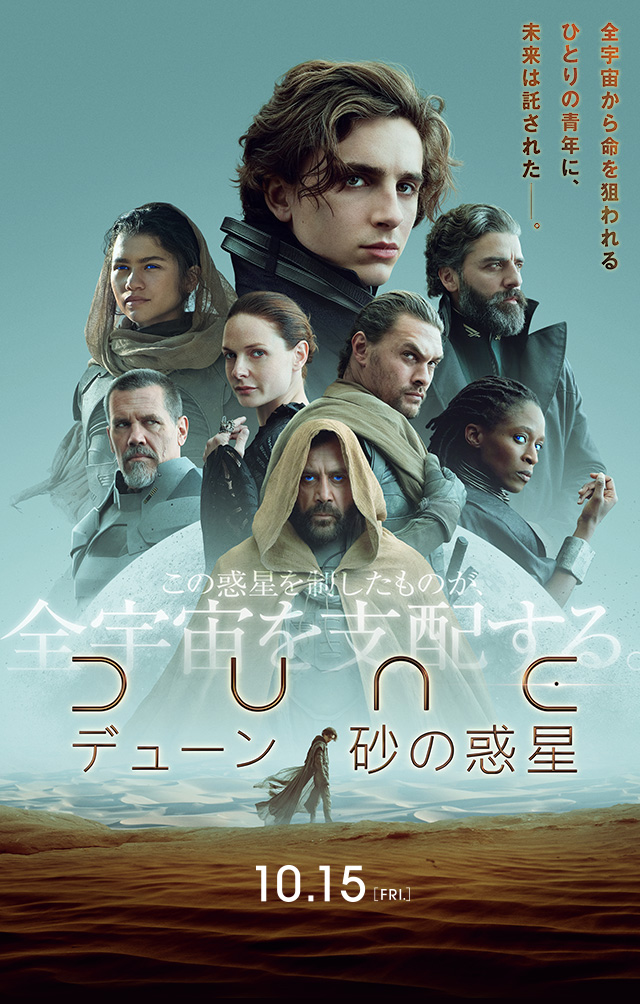 全宇宙から命を狙われる
ひとりの青年に、
未来は託された——。
この惑星を制したものが、
全宇宙を支配する。
DUNE
デューン 砂の惑星
10.15 [FRI.]